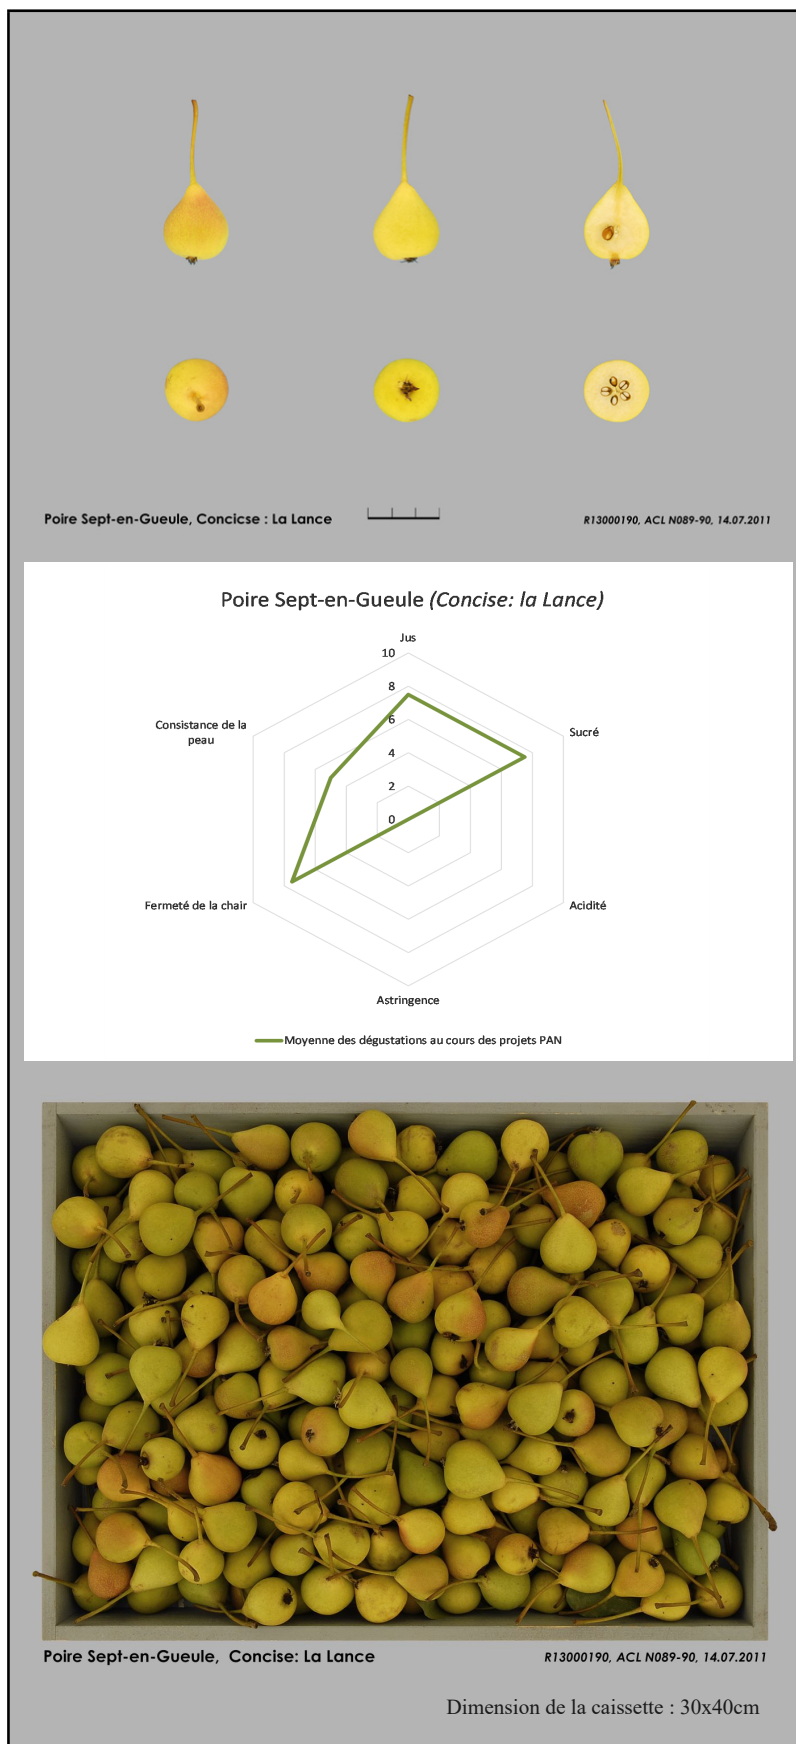 Poire Sept-en-Gueule, Concicse : La Lance
R13000190, ACL N089-90, 14.07.2011
Poire Sept-en-Gueule (Concise: la Lance)
Jus
10
8
6
4
2
0
Sucré
Acidité
Astringence
Fermeté de la chair
Consistance de la
peau
Moyenne des dégustations au cours des projets PAN
Poire Sept-en-Gueule, Concise: La Lance
R13000190, ACL N089-90, 14.07.2011
Dimension de la caissette : 30x40cm